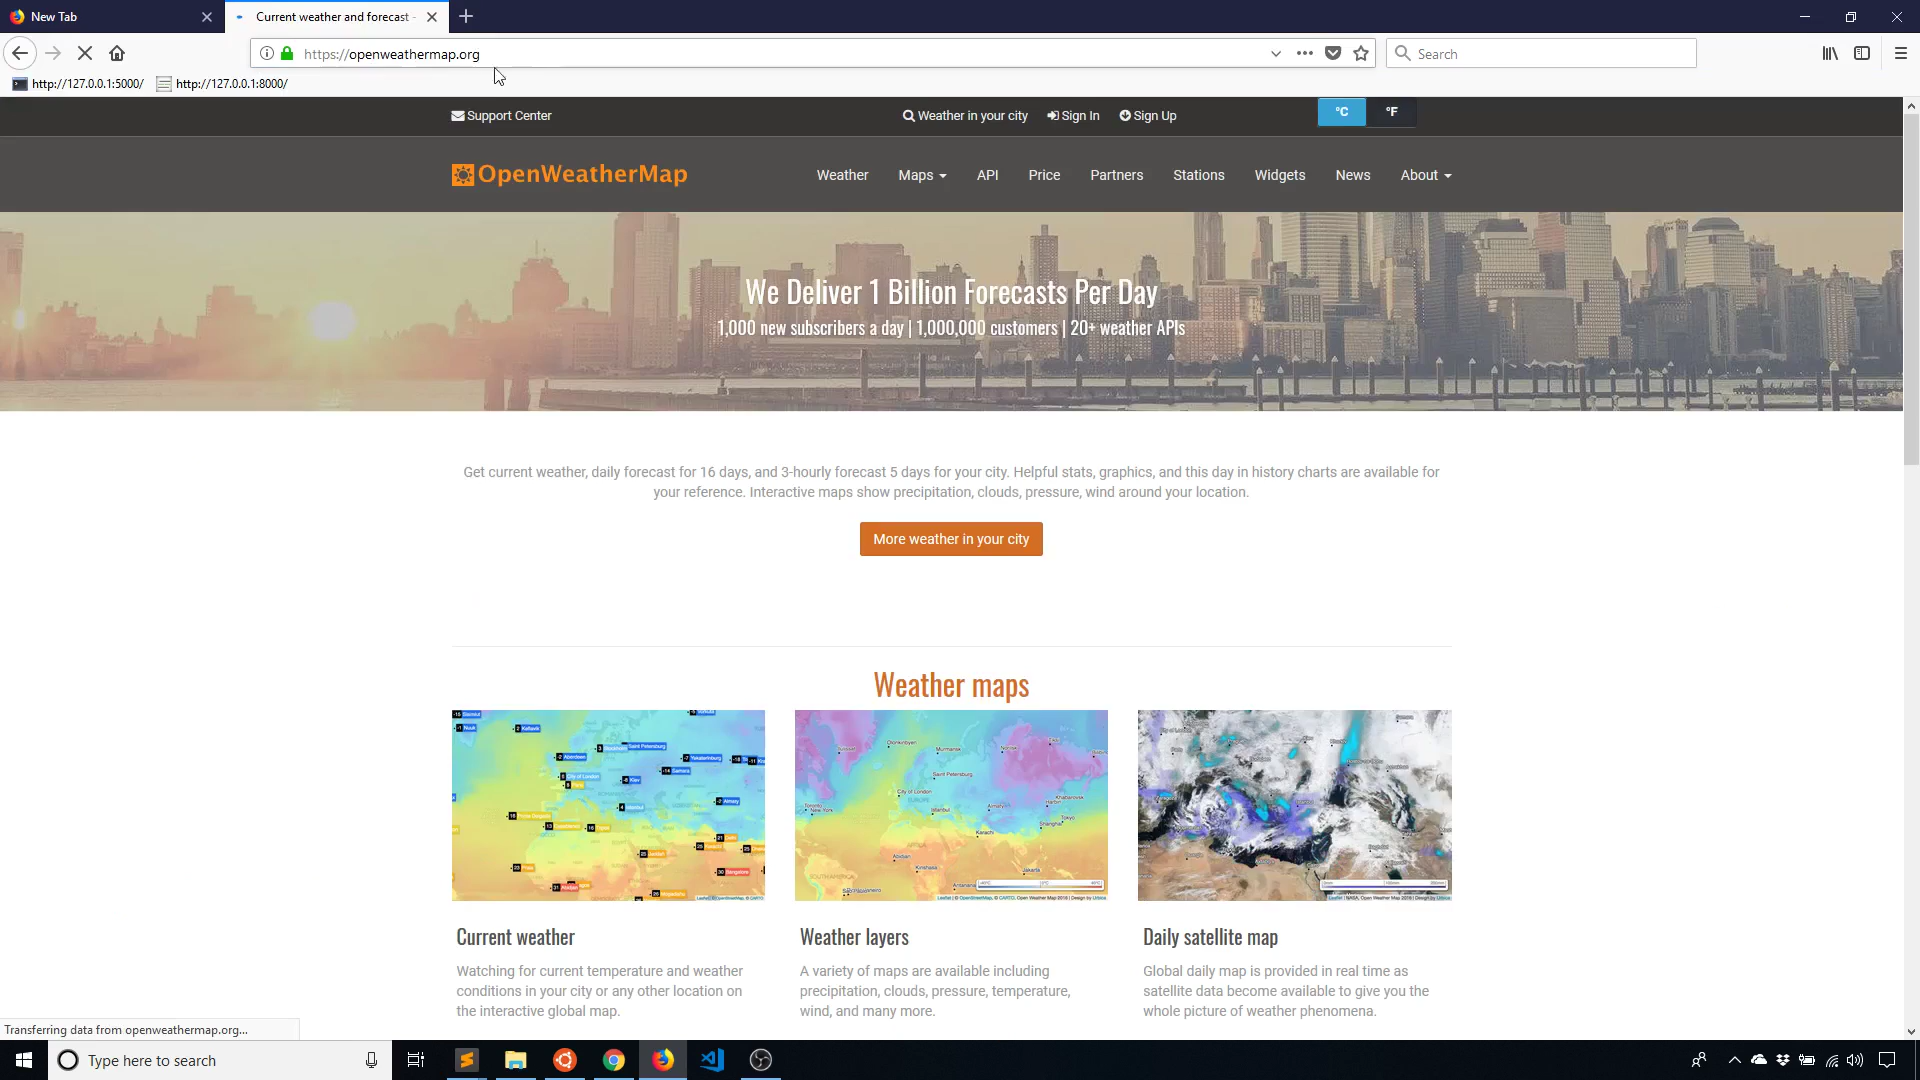 New Tab
Current weather and forecast -
https://openweathermap.org
Search
http://127.0.0.1:5000/
http://127.0.0.1:8000/
Support Center
Weather in your city
Sign In
Sign Up
°C
°F
OpenWeatherMap
Weather
Maps
API
Price
Partners
Stations
Widgets
News
About
We Deliver 1 Billion Forecasts Per Day
1,000 new subscribers a day | 1,000,000 customers | 20+ weather APIs
Get current weather, daily forecast for 16 days, and 3-hourly forecast 5 days for your city. Helpful stats, graphics, and this day in history charts are available for
your reference. Interactive maps show precipitation, clouds, pressure, wind around your location.
More weather in your city
Weather maps
Current weather
Watching for current temperature and weather
conditions in your city or any other location on
the interactive global map.
Weather layers
A variety of maps are available including
precipitation, clouds, pressure, temperature,
wind, and many more.
Daily satellite map
Global daily map is provided in real time as
satellite data become available to give you the
whole picture of weather phenomena.
Transferring data from openweathermap.org...
Type here to search